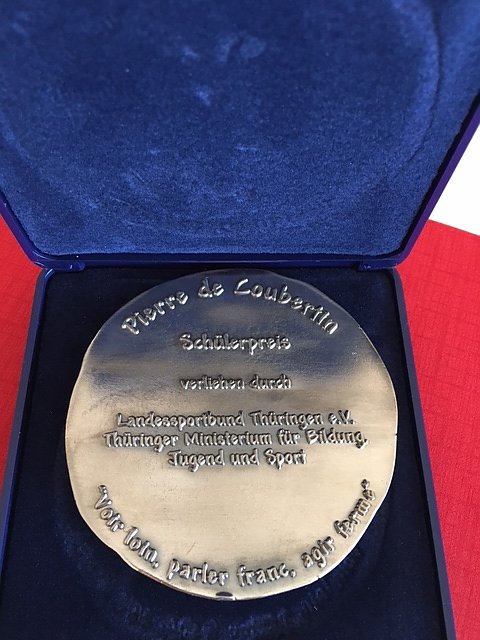 Pierre de Coubertin
Schülerpreis
verliehen durch
Landessportbund Thüringen e.V.
Thüringer Ministerium für Bildung,
Jugend und Sport
"Voir loin, parler franc, agir ferme"